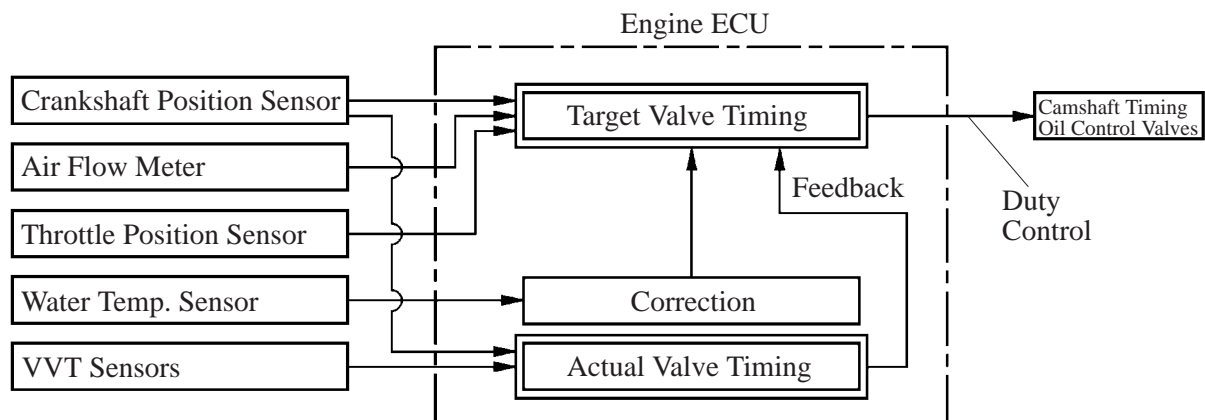 Engine ECU
Crankshaft Position Sensor
Target Valve Timing
Camshaft Timing
Oil Control Valves
Air Flow Meter
Feedback
Duty
Control
Throttle Position Sensor
Water Temp. Sensor
Correction
VVT Sensors
Actual Valve Timing